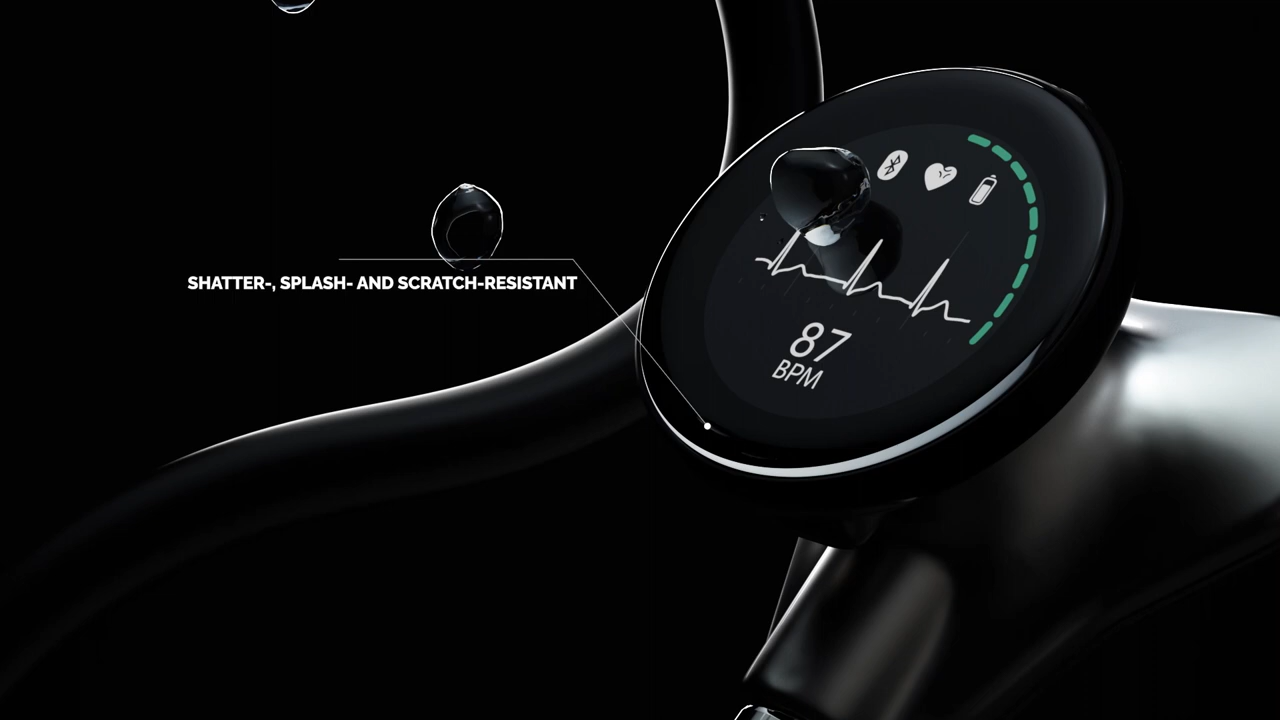 SHATTER-, SPLASH- AND SCRATCH-RESISTANT
87
BPM